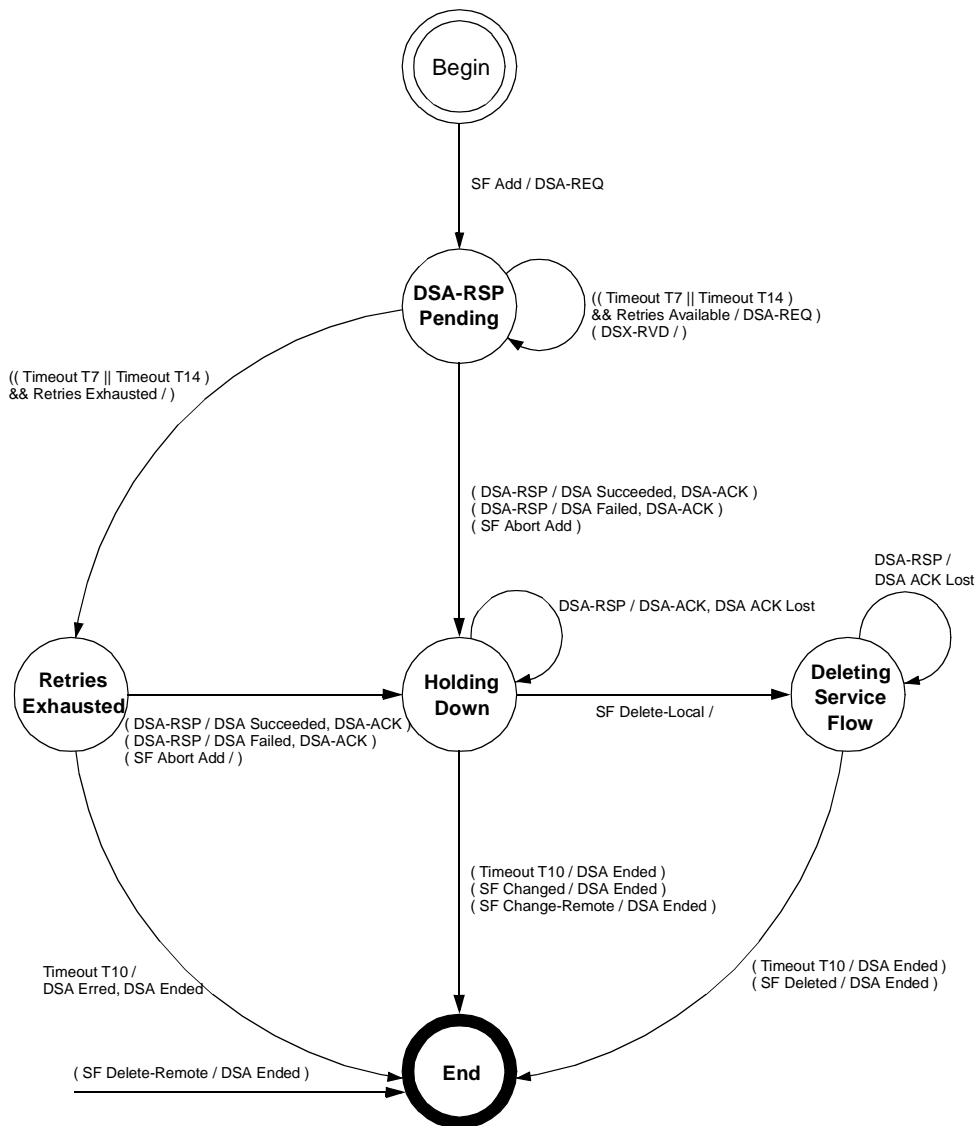 Begin
SF Add / DSA-REQ
DSA-RSP
Pending
(( Timeout T7 || Timeout T14 )
&& Retries Available / DSA-REQ )
( DSX-RVD / )
(( Timeout T7 || Timeout T14 )
&& Retries Exhausted / )
( DSA-RSP / DSA Succeeded, DSA-ACK )
( DSA-RSP / DSA Failed, DSA-ACK )
( SF Abort Add )
DSA-RSP /
DSA ACK Lost
DSA-RSP / DSA-ACK, DSA ACK Lost
Retries
Exhausted
Holding
Down
Deleting
Service
Flow
( DSA-RSP / DSA Succeeded, DSA-ACK )
( DSA-RSP / DSA Failed, DSA-ACK )
( SF Abort Add / )
SF Delete-Local /
( Timeout T10 / DSA Ended )
( SF Changed / DSA Ended )
( SF Change-Remote / DSA Ended )
Timeout T10 /
DSA Erred, DSA Ended
( Timeout T10 / DSA Ended )
( SF Deleted / DSA Ended )
( SF Delete-Remote / DSA Ended )
End